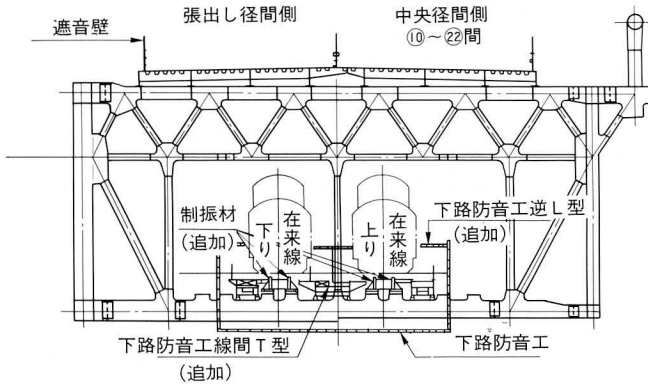 遮音壁
張出し径間側
中央径間側
⑩～㉒間
制振材
(追加)
下り
在来線
上り
在来線
下路防音工逆L型
(追加)
下路防音工線間T型
(追加)
下路防音工